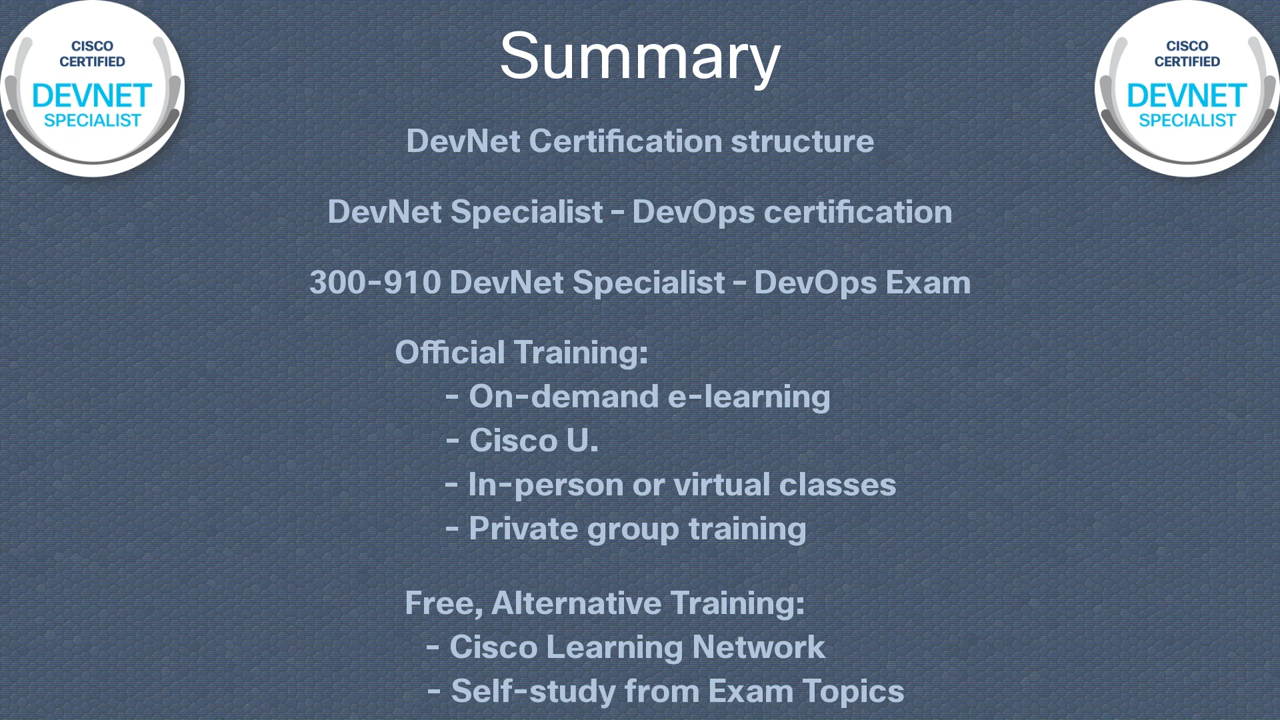 CISCO
CERTIFIED
DEVNET
SPECIALIST
Summary
CISCO
CERTIFIED
DEVNET
SPECIALIST
DevNet Certification structure
DevNet Specialist - DevOps certification
300-910 DevNet Specialist - DevOps Exam
Official Training:
- On-demand e-learning
- Cisco U.
- In-person or virtual classes
- Private group training
Free, Alternative Training:
- Cisco Learning Network
- Self-study from Exam Topics